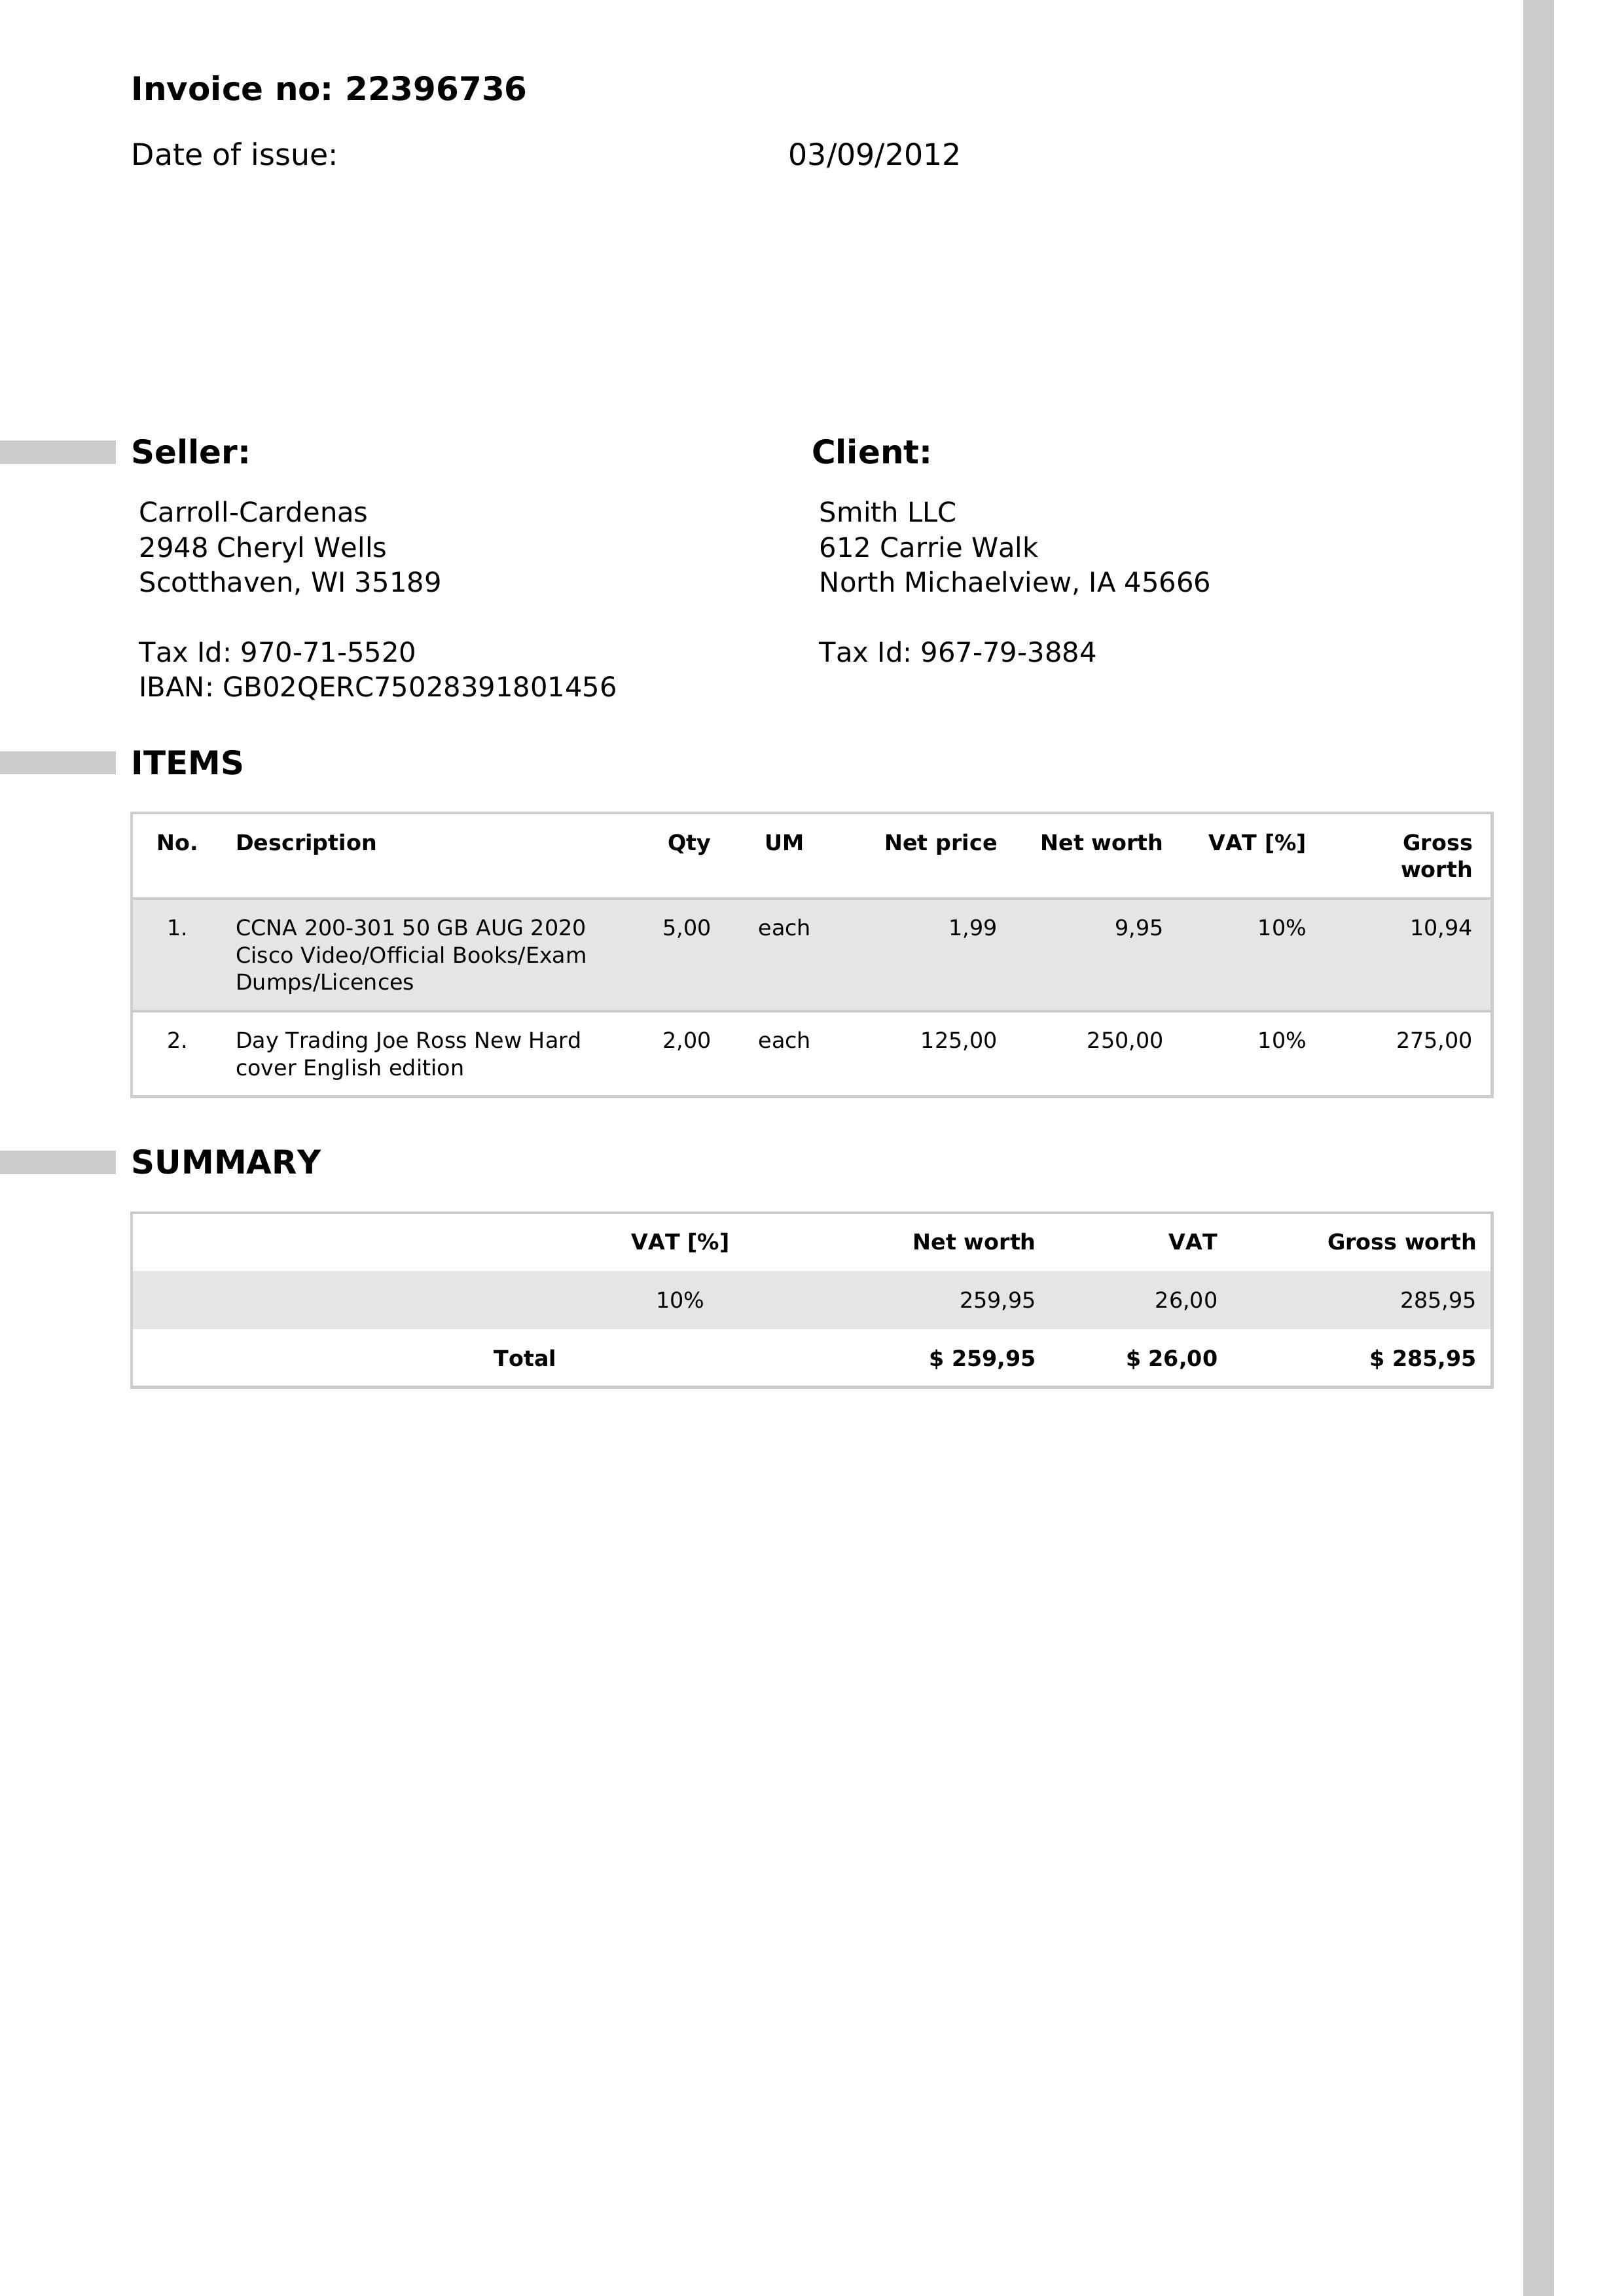 Invoice no: 22396736
Date of issue: 03/09/2012
Seller:
Carroll-Cardenas
2948 Cheryl Wells
Scotthaven, WI 35189
Tax Id: 970-71-5520
IBAN: GB02QERC75028391801456
Client:
Smith LLC
612 Carrie Walk
North Michaelview, IA 45666
Tax Id: 967-79-3884
ITEMS
No. Description Qty UM Net price Net worth VAT [%] Gross
worth
1. CCNA 200-301 50 GB AUG 2020 5,00 each 1,99 9,95 10% 10,94
Cisco Video/Official Books/Exam
Dumps/Licences
2. Day Trading Joe Ross New Hard 2,00 each 125,00 250,00 10% 275,00
cover English edition
SUMMARY
VAT [%] Net worth VAT Gross worth
10% 259,95 26,00 285,95
Total $ 259,95 $ 26,00 $ 285,95